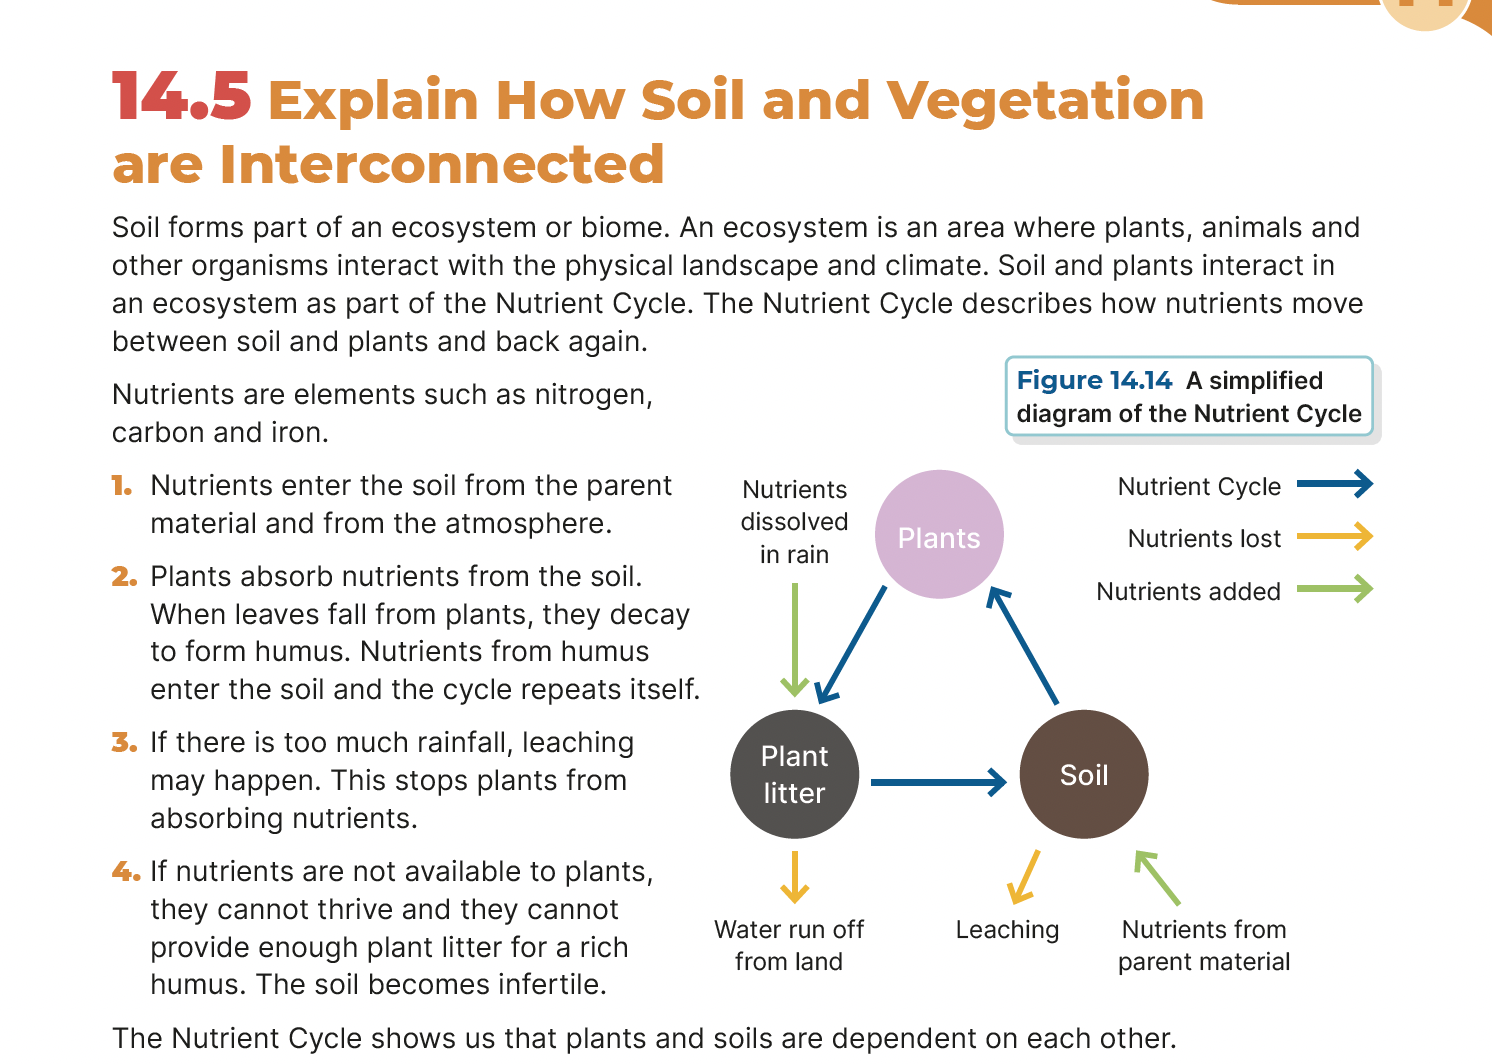 14.5 Explain How Soil and Vegetation
are Interconnected
Soil forms part of an ecosystem or biome. An ecosystem is an area where plants, animals and
other organisms interact with the physical landscape and climate. Soil and plants interact in
an ecosystem as part of the Nutrient Cycle. The Nutrient Cycle describes how nutrients move
between soil and plants and back again.
Nutrients are elements such as nitrogen,
carbon and iron.
1. Nutrients enter the soil from the parent
material and from the atmosphere.
2. Plants absorb nutrients from the soil.
When leaves fall from plants, they decay
to form humus. Nutrients from humus
enter the soil and the cycle repeats itself.
3. If there is too much rainfall, leaching
may happen. This stops plants from
absorbing nutrients.
4. If nutrients are not available to plants,
they cannot thrive and they cannot
provide enough plant litter for a rich
humus. The soil becomes infertile.
Figure 14.14 A simplified
diagram of the Nutrient Cycle
Nutrients
dissolved
in rain
Plants
Nutrient Cycle
Nutrients lost
Nutrients added
Plant
litter
Soil
Water run off
from land
Leaching
Nutrients from
parent material
The Nutrient Cycle shows us that plants and soils are dependent on each other.